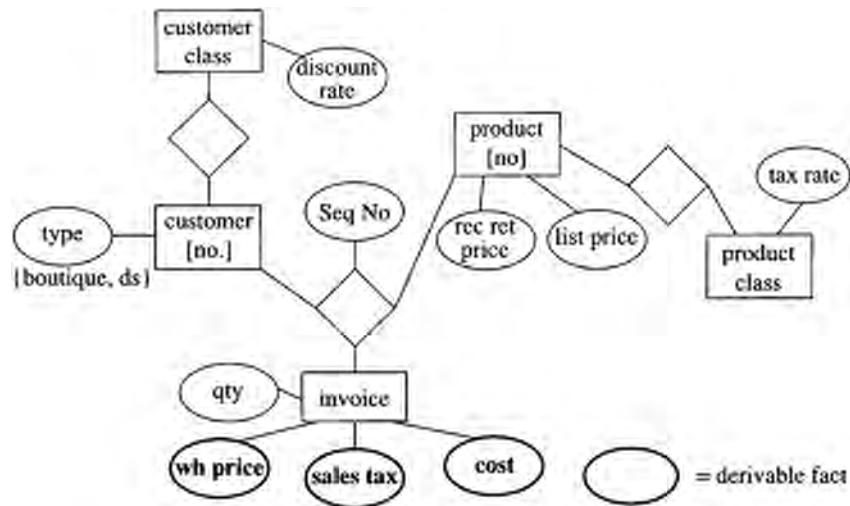 customer
class
discount
rate
product
[no]
tax rate
customer
[no.]
Seq No
type
{boutique, ds}
rec ret
price
list price
product
class
qty
invoice
wh price
sales tax
cost
= derivable fact